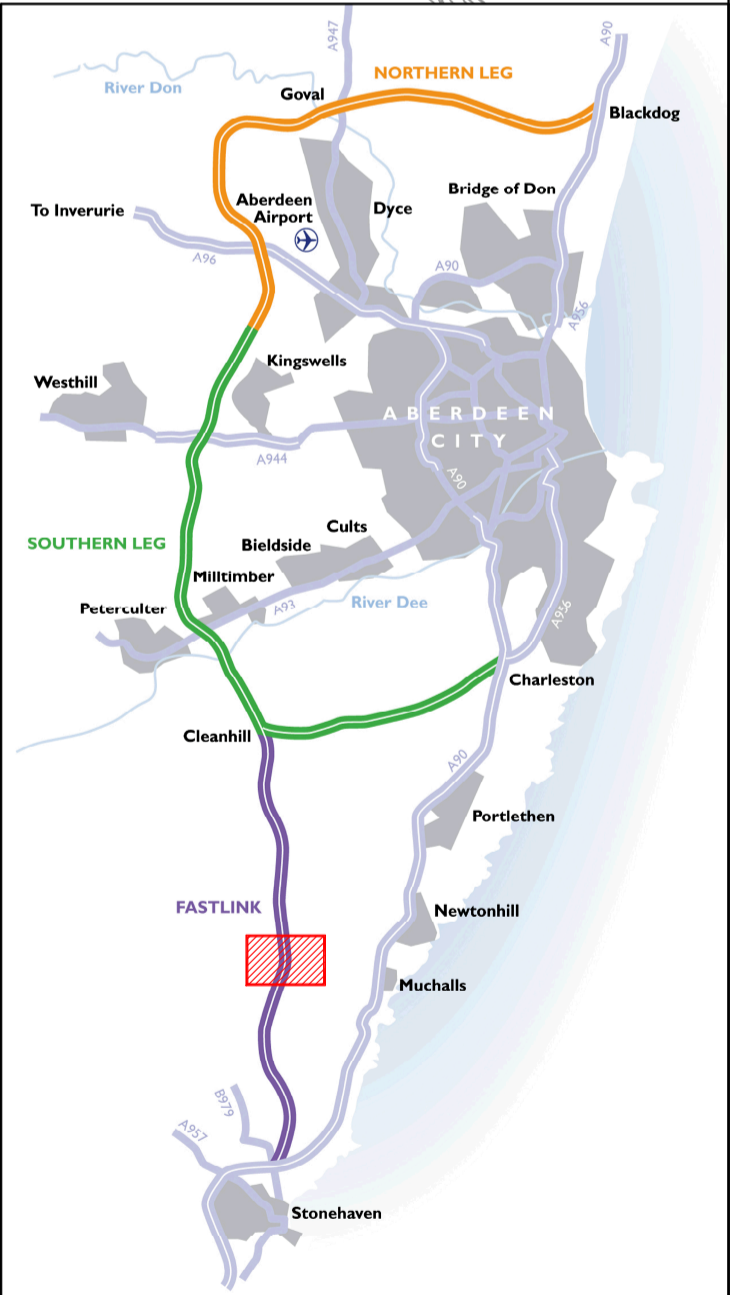 A947
A90
NORTHERN LEG
River Don
Goval
Blackdog
Bridge of Don
Aberdeen
Airport
Dyce
To Inverurie
A96
A90
A956
Kingswells
Westhill
ABERDEEN
CITY
A944
A90
Cults
SOUTHERN LEG
Bieldside
Milltimber
Peterculter
A93
River Dee
A956
Charleston
Cleanhill
A90
Portlethen
FASTLINK
Newtonhill
Muchalls
B979
A957
Stonehaven